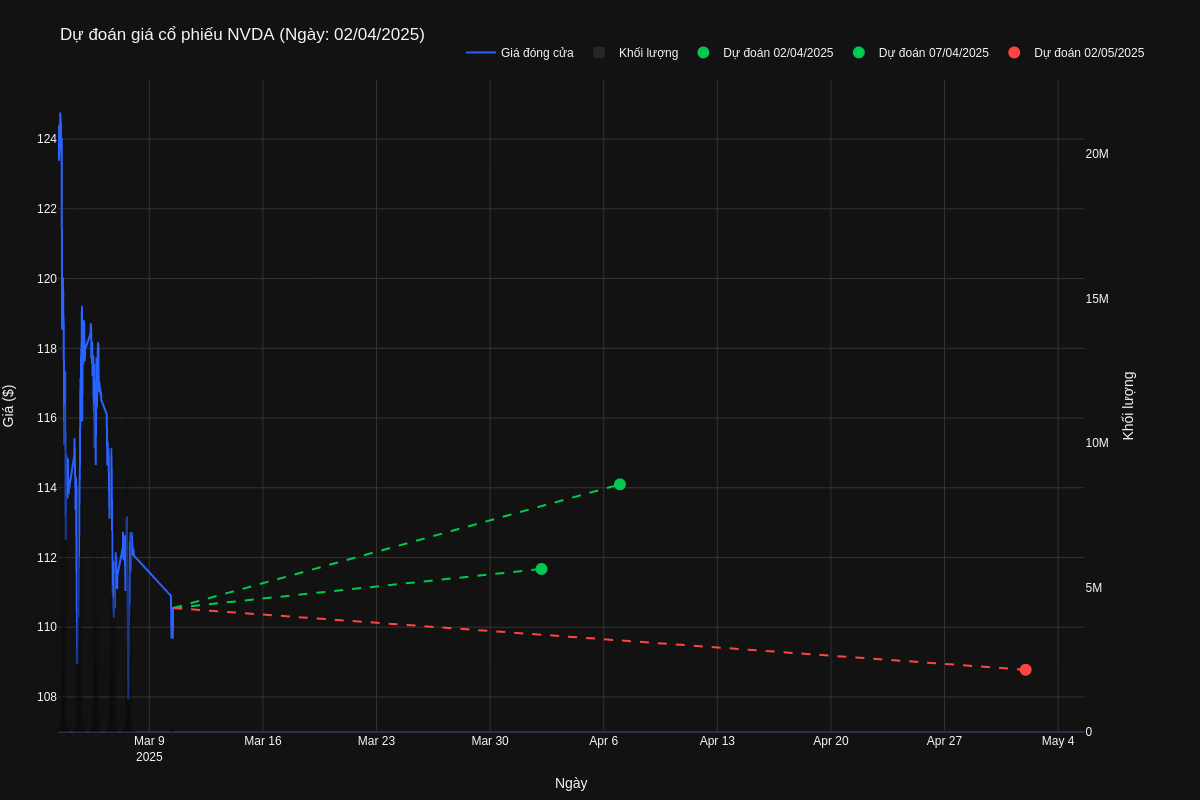 Dự đoán giá cổ phiếu NVDA (Ngày: 02/04/2025)
Giá đóng cửa
Khối lượng
Dự đoán 02/04/2025
Dự đoán 07/04/2025
Dự đoán 02/05/2025
124
122
120
118
116
114
112
110
108
Giá ($)
20M
15M
10M
5M
0
Khối lượng
Mar 9
2025
Mar 16
Mar 23
Mar 30
Apr 6
Apr 13
Apr 20
Apr 27
May 4
Ngày